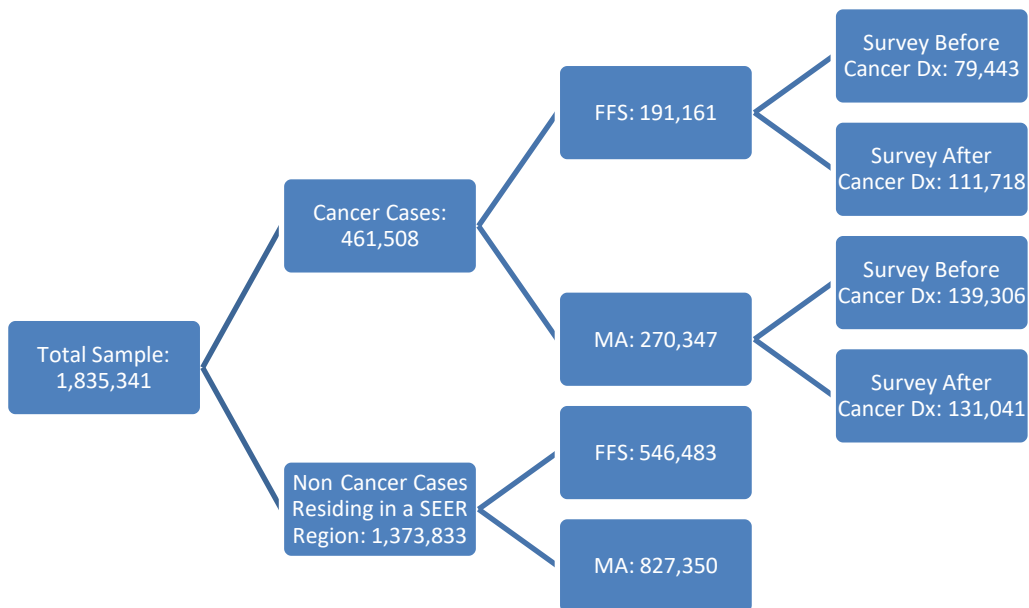 Total Sample:
1,835,341
Cancer Cases:
461,508
FFS: 191,161
Survey Before
Cancer Dx: 79,443
Survey After
Cancer Dx: 111,718
MA: 270,347
Survey Before
Cancer Dx: 139,306
Survey After
Cancer Dx: 131,041
Non Cancer Cases
Residing in a SEER
Region: 1,373,833
FFS: 546,483
MA: 827,350